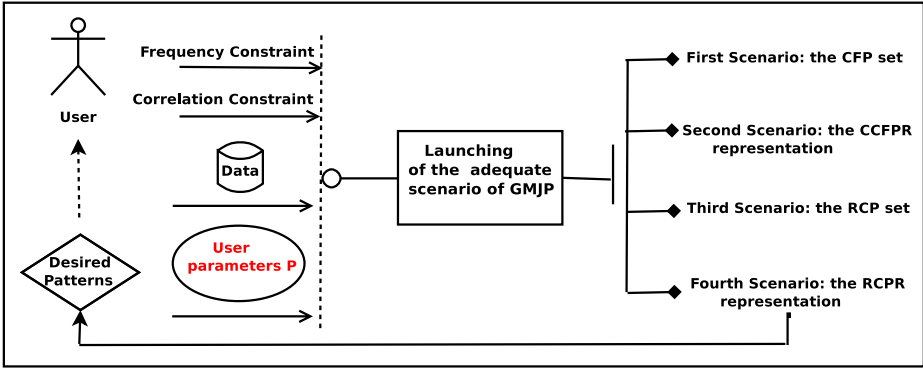 User
Frequency Constraint
Correlation Constraint
Data
User
parameters P
Desired
Patterns
Launching
of the adequate
scenario of GMJP
First Scenario: the CFP set
Second Scenario: the CCFPR
representation
Third Scenario: the RCP set
Fourth Scenario: the RCPR
representation